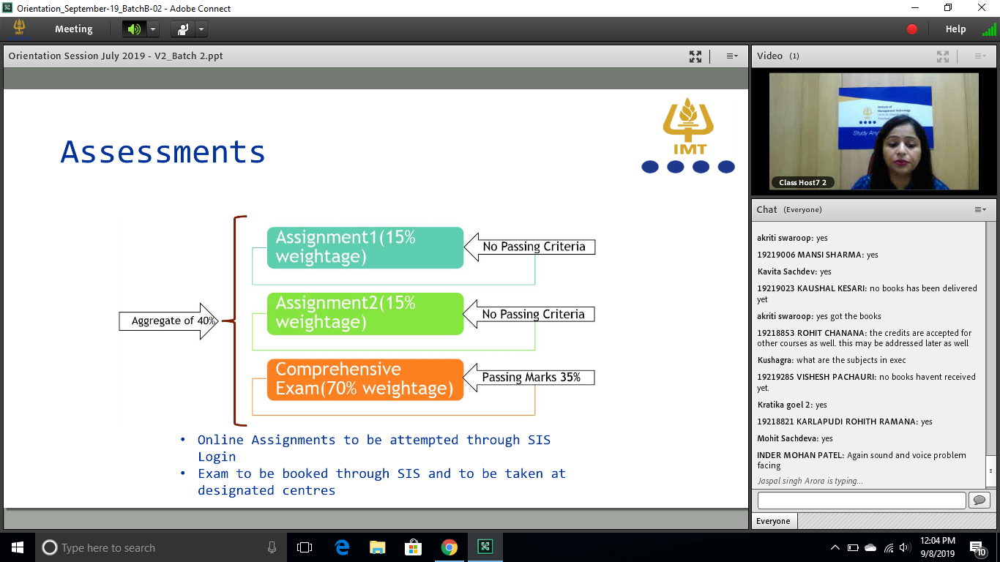 Orientation_September-19_BatchB-02 - Adobe Connect
IMT
Meeting
Help
Orientation Session July 2019 - V2_Batch 2.ppt
Assessments
IMT
Assignment1(15%
weightage)
No Passing Criteria
Assignment2(15%
weightage)
No Passing Criteria
Aggregate of 40%
Comprehensive
Exam(70% weightage)
Passing Marks 35%
• Online Assignments to be attempted through SIS
Login
• Exam to be booked through SIS and to be taken at
designated centres
Video (1)
Institute of
Management Technology
Study Any
Class Host7 2
Chat (Everyone)
akriti swaroop: yes
19219006 MANSI SHARMA: yes
Kavita Sachdev: yes
19219023 KAUSHAL KESARI: no books has been delivered
yet
akriti swaroop: yes got the books
19218853 ROHIT CHANANA: the credits are accepted for
other courses as well. this may be addressed later as well
Kushagra: what are the subjects in exec
19219285 VISHESH PACHAURI: no books havent received
yet.
Kratika goel 2: yes
19218821 KARLAPUDI ROHITH RAMANA: yes
Mohit Sachdeva: yes
INDER MOHAN PATEL: Again sound and voice problem
facing
Jaspal singh Arora is typing...
Everyone
Type here to search
12:04 PM
9/8/2019
10